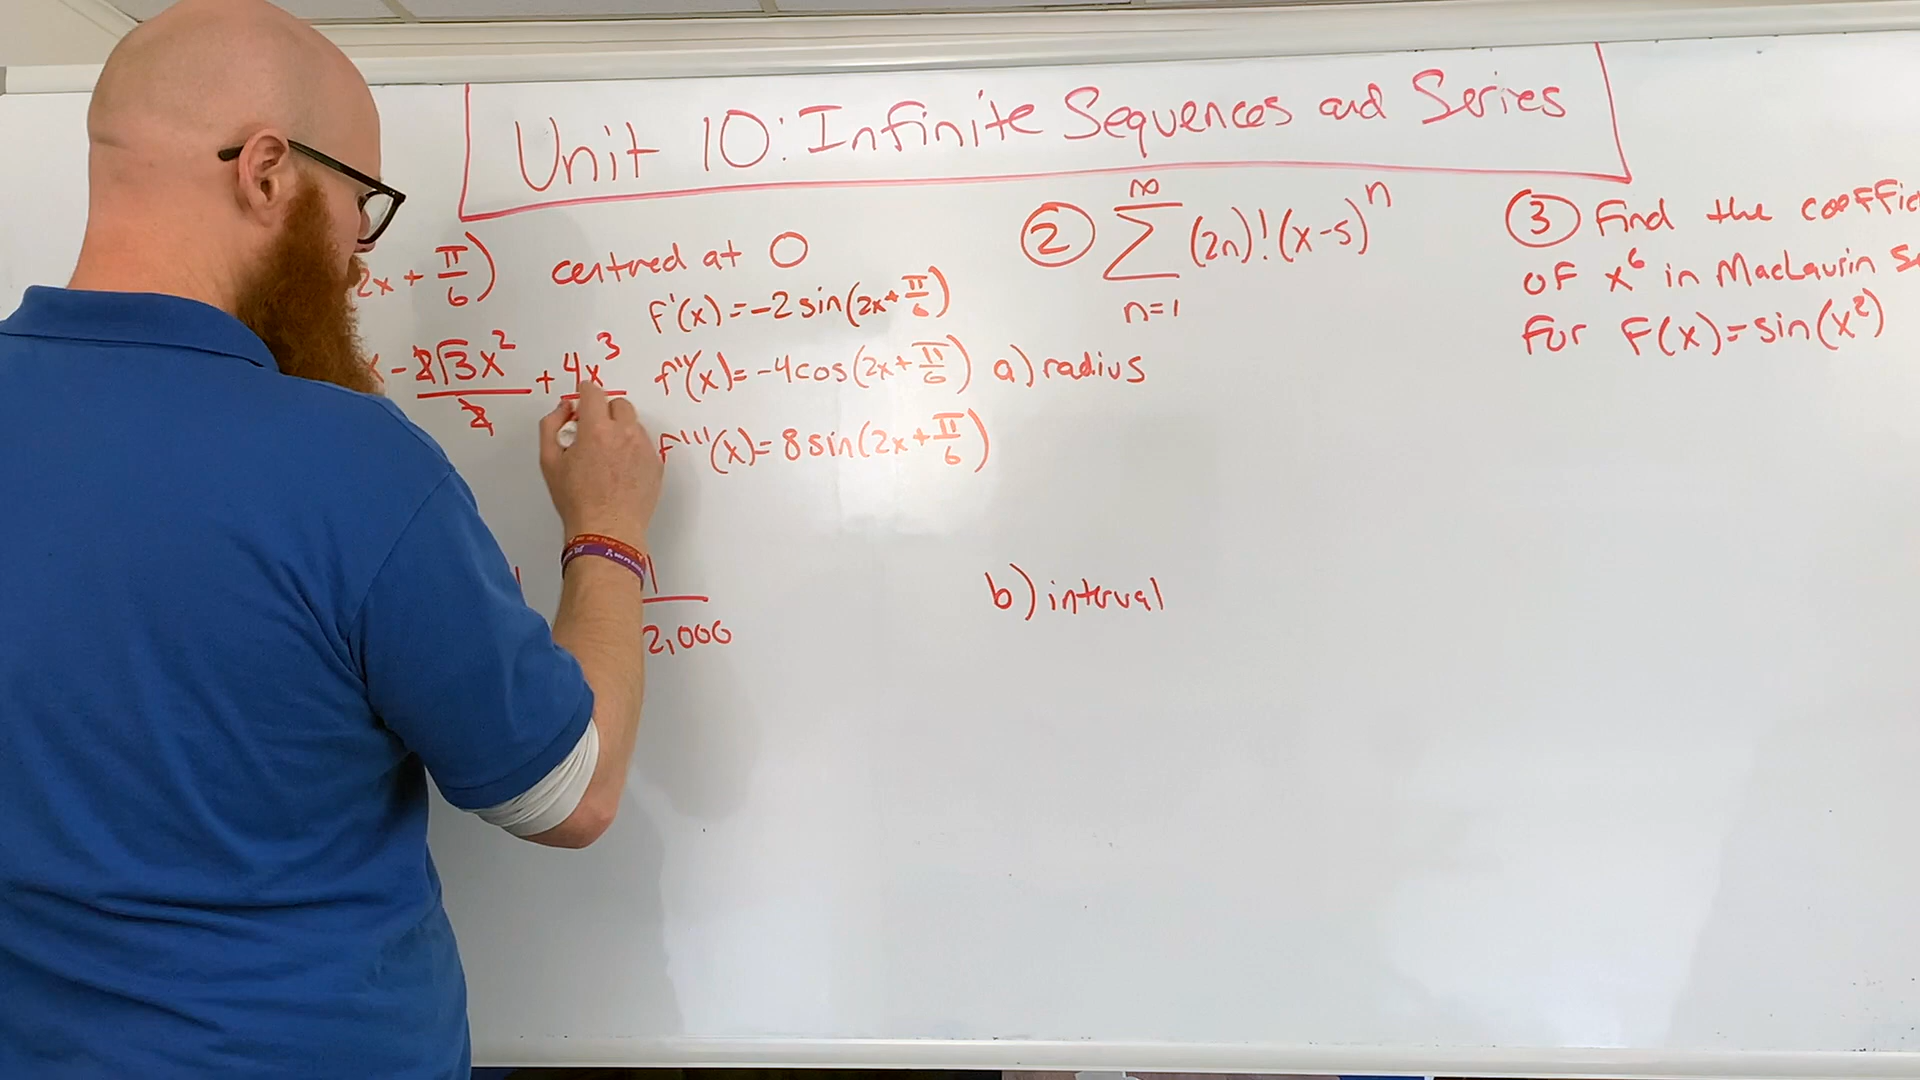 Unit 10: Infinite Sequences and Series
2x + π/6) centred at 0
f'(x) = -2 sin(2x + π/6)
x - 2√3x²/2 + 4x³
f''(x) = -4cos(2x + π/6)
f'''(x) = 8 sin(2x + π/6)
1
2,000
② ∞∑n=1 (2n)! (x-5)ⁿ
a) radius
b) interval
③ Find the coeffic
of x⁶ in MacLaurin S
for f(x) = sin(x²)